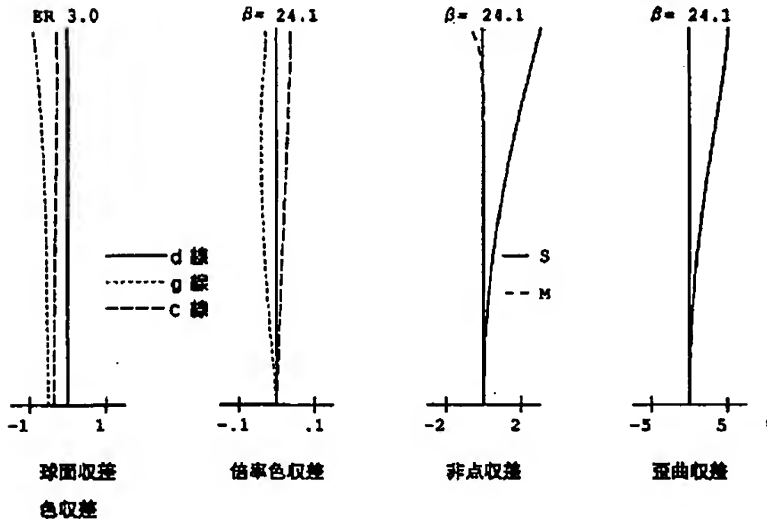 ER 3.0
β= 24.1
β= 24.1
β= 24.1
d 線
g 線
c 線
S
M
-1 1
-.1 .1
-2 2
-5 5
球面収差
色収差
倍率色収差
非点収差
歪曲収差